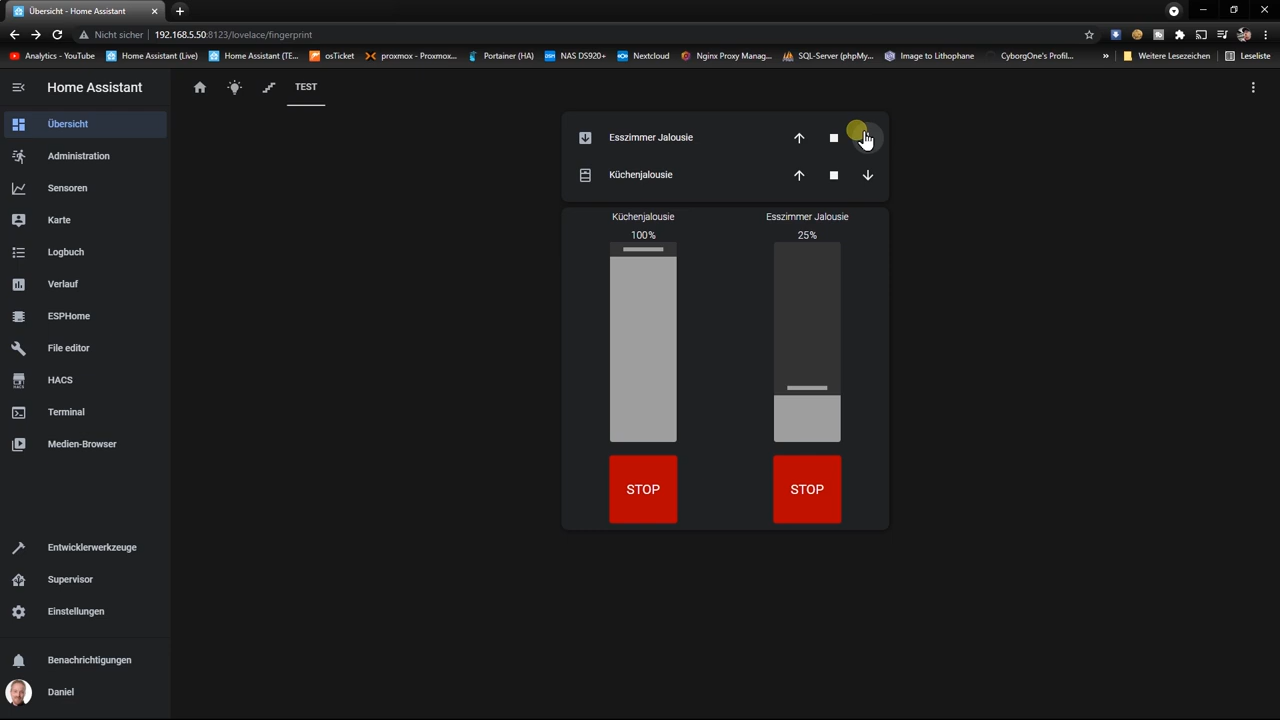 Übersicht - Home Assistant
Nicht sicher 192.168.5.50:8123/lovelace/fingerprint
Analytics - YouTube Home Assistant (Live) Home Assistant (TE... osTicket proxmox - Proxmox... Portainer (HA) NAS DS920+ Nextcloud Nginx Proxy Manag... SQL-Server (phpMy... Image to Lithophane CyborgOne's Profil... » Weitere Lesezeichen Leseliste
Home Assistant TEST
Übersicht
Administration
Sensoren
Karte
Logbuch
Verlauf
ESPHome
File editor
HACS
Terminal
Medien-Browser
Entwicklerwerkzeuge
Supervisor
Einstellungen
Benachrichtigungen
Daniel
Esszimmer Jalousie
Küchenjalousie
Küchenjalousie Esszimmer Jalousie
100% 25%
STOP STOP